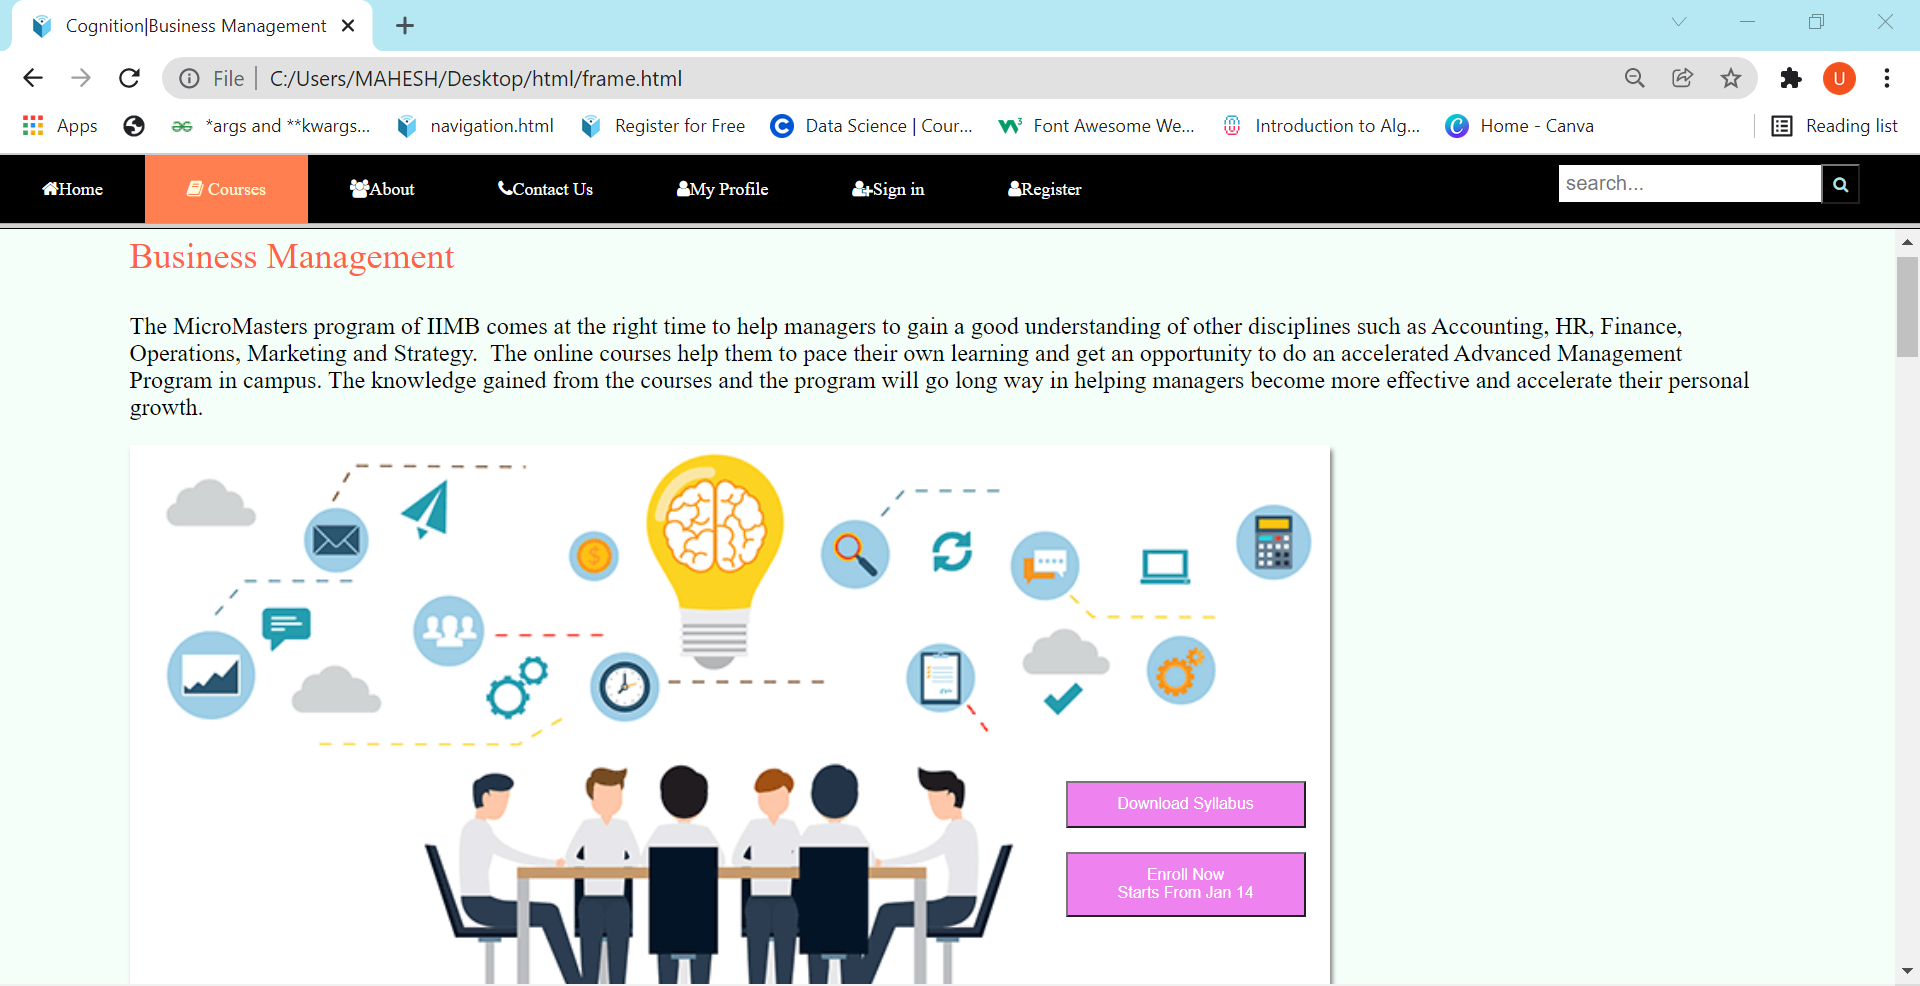 Cognition|Business Management
File
C:/Users/MAHESH/Desktop/html/frame.html
U
Apps
*args and **kwargs...
navigation.html
Register for Free
Data Science | Cour...
Font Awesome We...
Introduction to Alg...
Home - Canva
Reading list
Home
Courses
About
Contact Us
My Profile
Sign in
Register
search...
Business Management
The MicroMasters program of IIMB comes at the right time to help managers to gain a good understanding of other disciplines such as Accounting, HR, Finance,
Operations, Marketing and Strategy.  The online courses help them to pace their own learning and get an opportunity to do an accelerated Advanced Management
Program in campus. The knowledge gained from the courses and the program will go long way in helping managers become more effective and accelerate their personal
growth.
Download Syllabus
Enroll Now
Starts From Jan 14